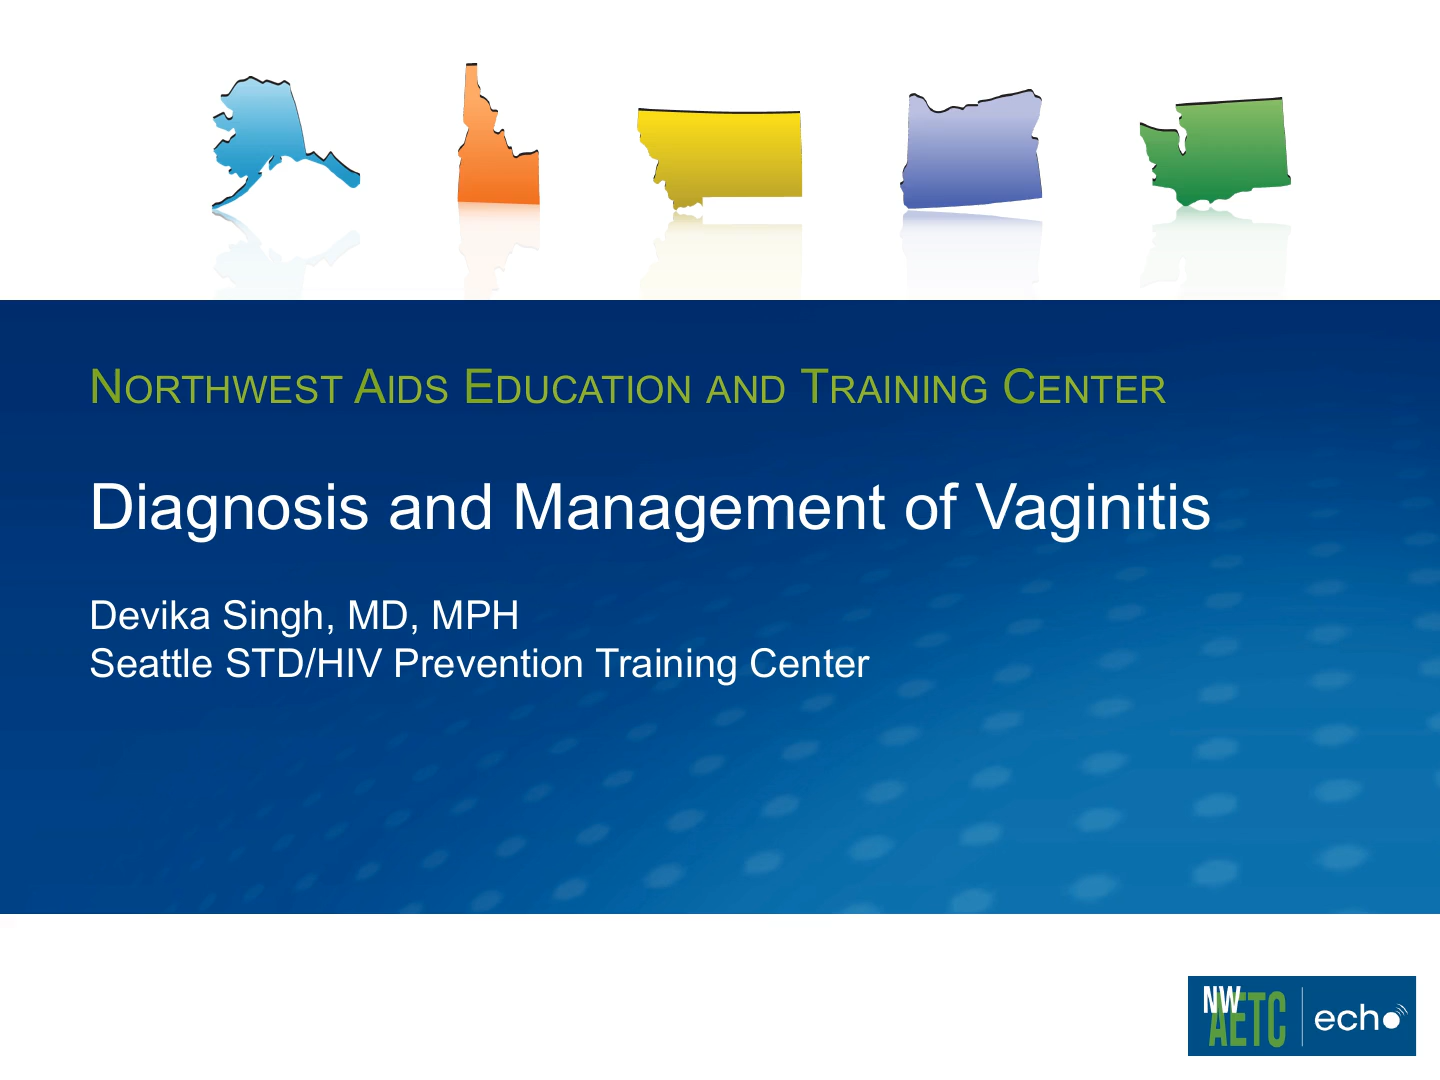 NORTHWEST AIDS EDUCATION AND TRAINING CENTER
Diagnosis and Management of Vaginitis
Devika Singh, MD, MPH
Seattle STD/HIV Prevention Training Center
NW
AETC
echo